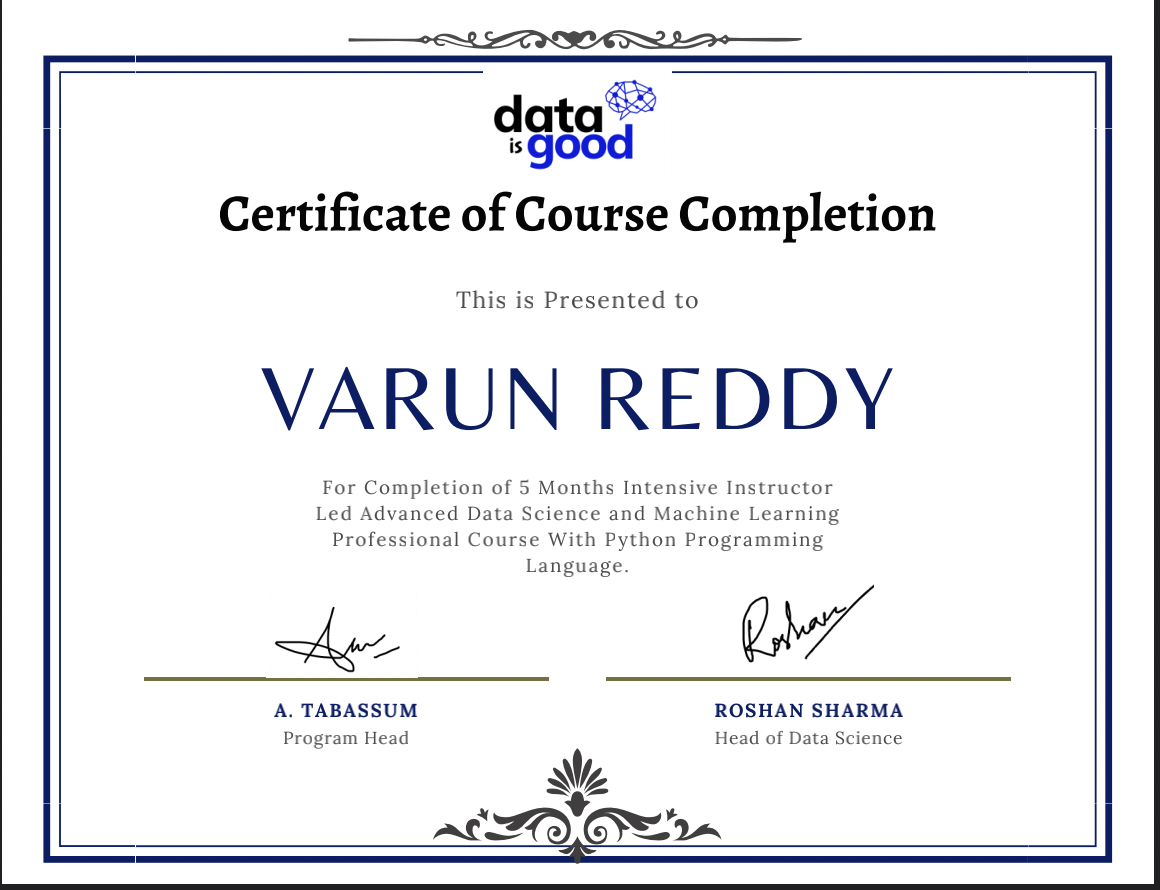 data
is good
Certificate of Course Completion
This is Presented to
VARUN REDDY
For Completion of 5 Months Intensive Instructor
Led Advanced Data Science and Machine Learning
Professional Course With Python Programming
Language.
Roshan
A. TABASSUM
ROSHAN SHARMA
Program Head
Head of Data Science